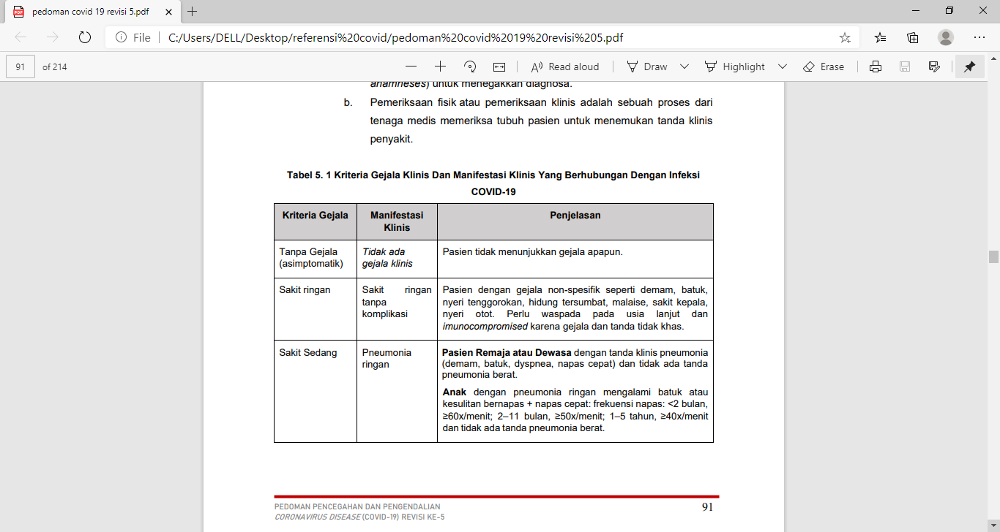 pedoman covid 19 revisi 5.pdf
File
C:/Users/DELL/Desktop/referensi%20covid/pedoman%20covid%2019%20revisi%205.pdf
91 of 214
Read aloud
Draw
Highlight
Erase
anamneses) untuk menegakkan diagnosa.
b. Pemeriksaan fisik atau pemeriksaan klinis adalah sebuah proses dari
tenaga medis memeriksa tubuh pasien untuk menemukan tanda klinis
penyakit.
Tabel 5. 1 Kriteria Gejala Klinis Dan Manifestasi Klinis Yang Berhubungan Dengan Infeksi
COVID-19
Kriteria Gejala
Manifestasi
Klinis
Penjelasan
Tanpa Gejala
(asimptomatik)
Tidak ada
gejala klinis
Pasien tidak menunjukkan gejala apapun.
Sakit ringan
Sakit ringan
tanpa
komplikasi
Pasien dengan gejala non-spesifik seperti demam, batuk,
nyeri tenggorokan, hidung tersumbat, malaise, sakit kepala,
nyeri otot. Perlu waspada pada usia lanjut dan
imunocompromised karena gejala dan tanda tidak khas.
Sakit Sedang
Pneumonia
ringan
Pasien Remaja atau Dewasa dengan tanda klinis pneumonia
(demam, batuk, dyspnea, napas cepat) dan tidak ada tanda
pneumonia berat.
Anak dengan pneumonia ringan mengalami batuk atau
kesulitan bernapas + napas cepat: frekuensi napas: <2 bulan,
≥60x/menit; 2–11 bulan, ≥50x/menit; 1–5 tahun, ≥40x/menit
dan tidak ada tanda pneumonia berat.
PEDOMAN PENCEGAHAN DAN PENGENDALIAN
CORONAVIRUS DISEASE (COVID-19) REVISI KE-5
91